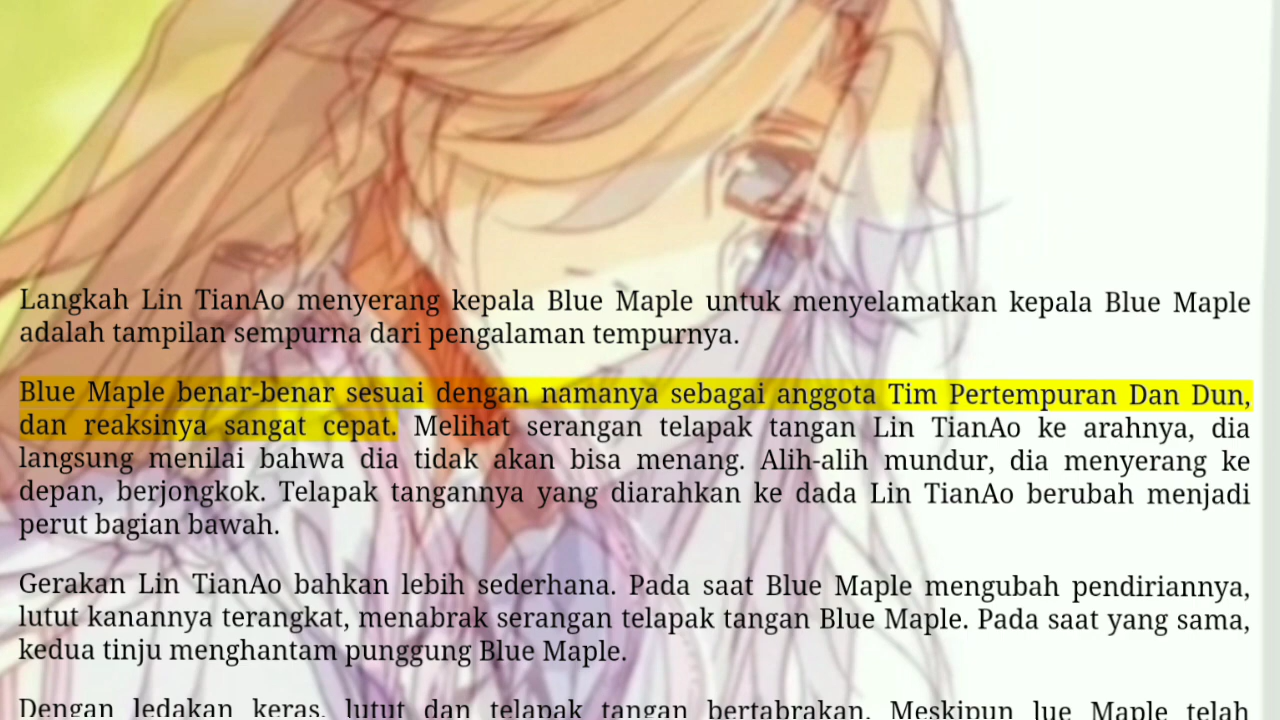 Langkah Lin TianAo menyerang kepala Blue Maple untuk menyelamatkan kepala Blue Maple
adalah tampilan sempurna dari pengalaman tempurnya.
Blue Maple benar-benar sesuai dengan namanya sebagai anggota Tim Pertempuran Dan Dun,
dan reaksinya sangat cepat. Melihat serangan telapak tangan Lin TianAo ke arahnya, dia
langsung menilai bahwa dia tidak akan bisa menang. Alih-alih mundur, dia menyerang ke
depan, berjongkok. Telapak tangannya yang diarahkan ke dada Lin TianAo berubah menjadi
perut bagian bawah.
Gerakan Lin TianAo bahkan lebih sederhana. Pada saat Blue Maple mengubah pendiriannya,
lutut kanannya terangkat, menabrak serangan telapak tangan Blue Maple. Pada saat yang sama,
kedua tinju menghantam punggung Blue Maple.
Dengan ledakan keras, lutut dan telapak tangan bertabrakan. Meskipun lue Maple telah